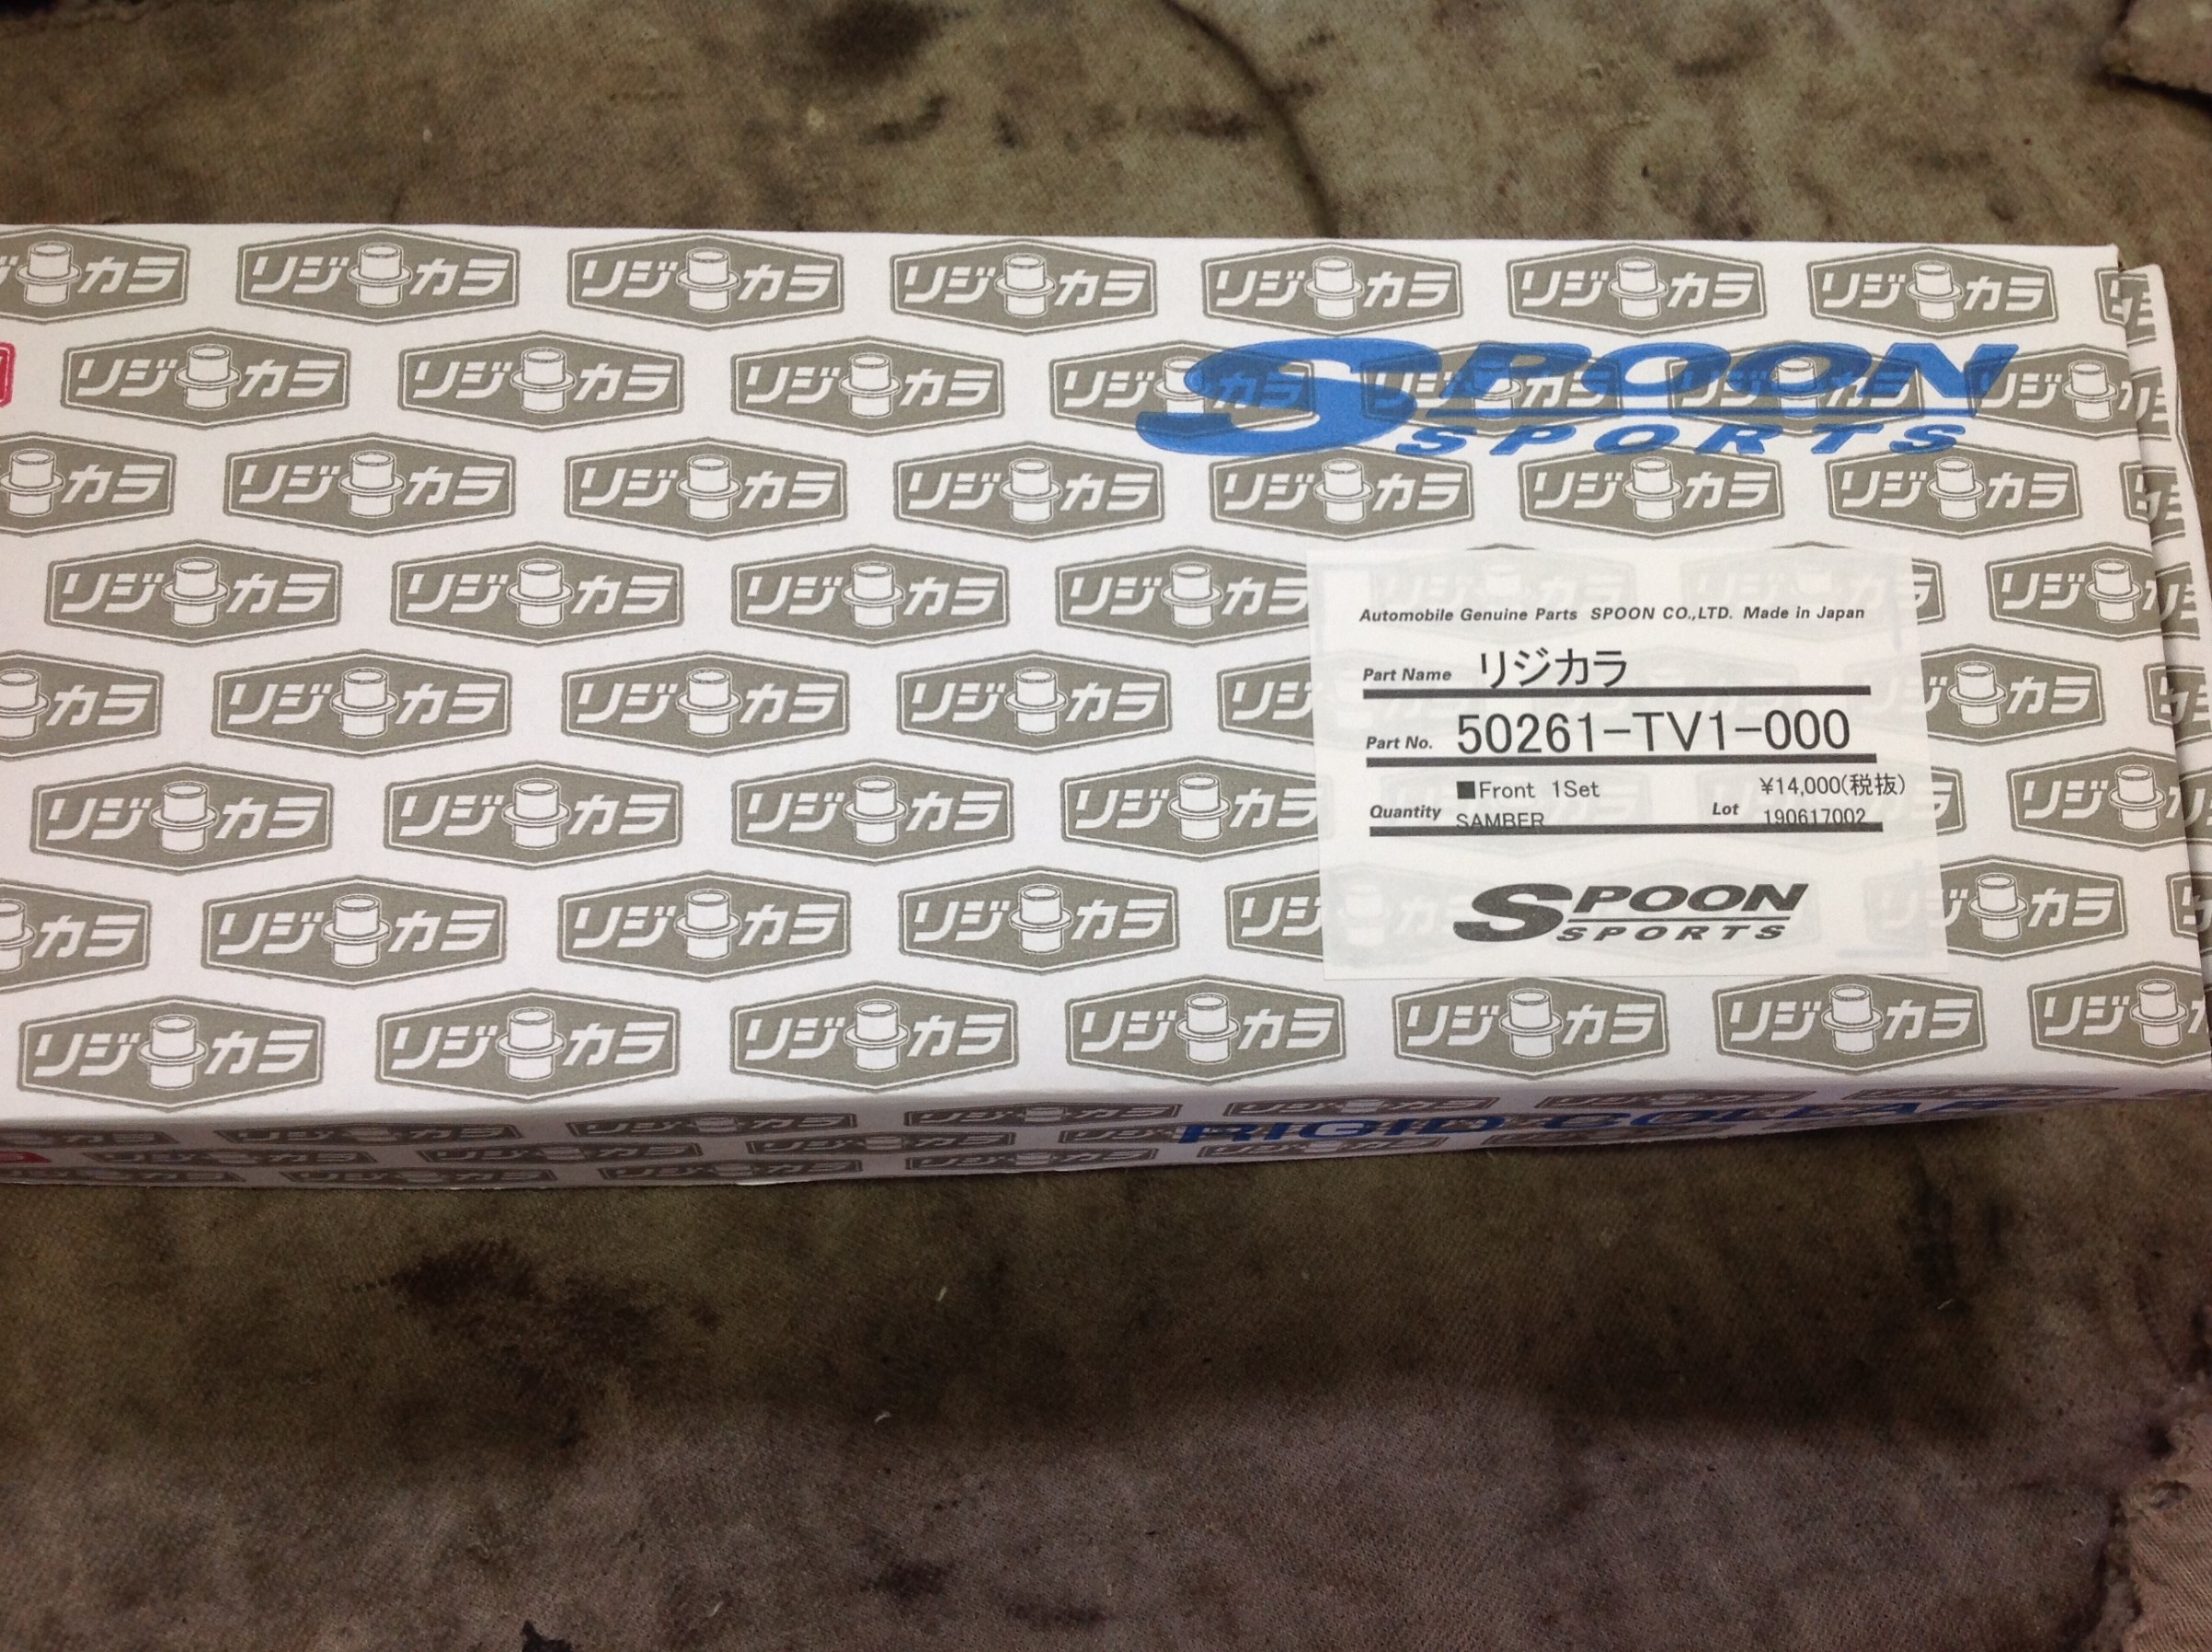 リジカラ
SPOON
SPORTS
Automobile Genuine Parts SPOON CO.,LTD. Made in Japan
Part Name リジカラ
Part No. 50261-TV1-000
■Front 1Set ¥14,000(税抜)
Quantity SAMBER Lot 190617002
SPOON
SPORTS
RIGID COLLAR